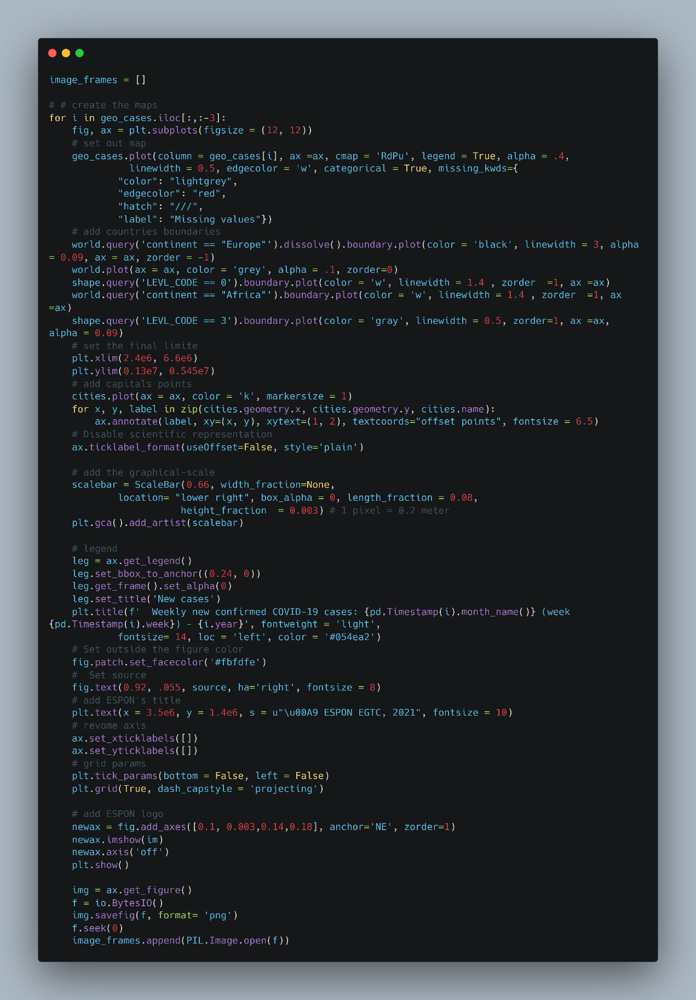 image_frames = []

# # create the maps
for i in geo_cases.iloc[:,:-3]:
    fig, ax = plt.subplots(figsize = (12, 12))
    # set out map
    geo_cases.plot(column = geo_cases[i], ax =ax, cmap = 'RdPu', legend = True, alpha = .4,
              linewidth = 0.5, edgecolor = 'w', categorical = True, missing_kwds={
            "color": "lightgrey",
            "edgecolor": "red",
            "hatch": "///",
            "label": "Missing values"})
    # add countries boundaries
    world.query('continent == "Europe"').dissolve().boundary.plot(color = 'black', linewidth = 3, alpha
= 0.09, ax = ax, zorder = -1)
    world.plot(ax = ax, color = 'grey', alpha = .1, zorder=0)
    shape.query('LEVL_CODE == 0').boundary.plot(color = 'w', linewidth = 1.4 , zorder  =1, ax =ax)
    world.query('continent == "Africa"').boundary.plot(color = 'w', linewidth = 1.4 , zorder  =1, ax
=ax)
    shape.query('LEVL_CODE == 3').boundary.plot(color = 'gray', linewidth = 0.5, zorder=1, ax =ax,
alpha = 0.09)
    # set the final limite
    plt.xlim(2.4e6, 6.6e6)
    plt.ylim(0.13e7, 0.545e7)
    # add capitals points
    cities.plot(ax = ax, color = 'k', markersize = 1)
    for x, y, label in zip(cities.geometry.x, cities.geometry.y, cities.name):
        ax.annotate(label, xy=(x, y), xytext=(1, 2), textcoords="offset points", fontsize = 6.5)
    # Disable scientific representation
    ax.ticklabel_format(useOffset=False, style='plain')

    # add the graphical-scale
    scalebar = ScaleBar(0.66, width_fraction=None,
            location= "lower right", box_alpha = 0, length_fraction = 0.08,
                       height_fraction  = 0.003) # 1 pixel = 0.2 meter
    plt.gca().add_artist(scalebar)

    # legend
    leg = ax.get_legend()
    leg.set_bbox_to_anchor((0.24, 0))
    leg.get_frame().set_alpha(0)
    leg.set_title('New cases')
    plt.title(f'  Weekly new confirmed COVID-19 cases: {pd.Timestamp(i).month_name()} (week
{pd.Timestamp(i).week}) - {i.year}', fontweight = 'light',
            fontsize= 14, loc = 'left', color = '#054ea2')
    # Set outside the figure color
    fig.patch.set_facecolor('#fbfdfe')
    #  Set source
    fig.text(0.92, .055, source, ha='right', fontsize = 8)
    # add ESPON's title
    plt.text(x = 3.5e6, y = 1.4e6, s = u"\u00A9 ESPON EGTC, 2021", fontsize = 10)
    # revome axis
    ax.set_xticklabels([])
    ax.set_yticklabels([])
    # grid params
    plt.tick_params(bottom = False, left = False)
    plt.grid(True, dash_capstyle = 'projecting')

    # add ESPON logo
    newax = fig.add_axes([0.1, 0.003,0.14,0.18], anchor='NE', zorder=1)
    newax.imshow(im)
    newax.axis('off')
    plt.show()

    img = ax.get_figure()
    f = io.BytesIO()
    img.savefig(f, format= 'png')
    f.seek(0)
    image_frames.append(PIL.Image.open(f))